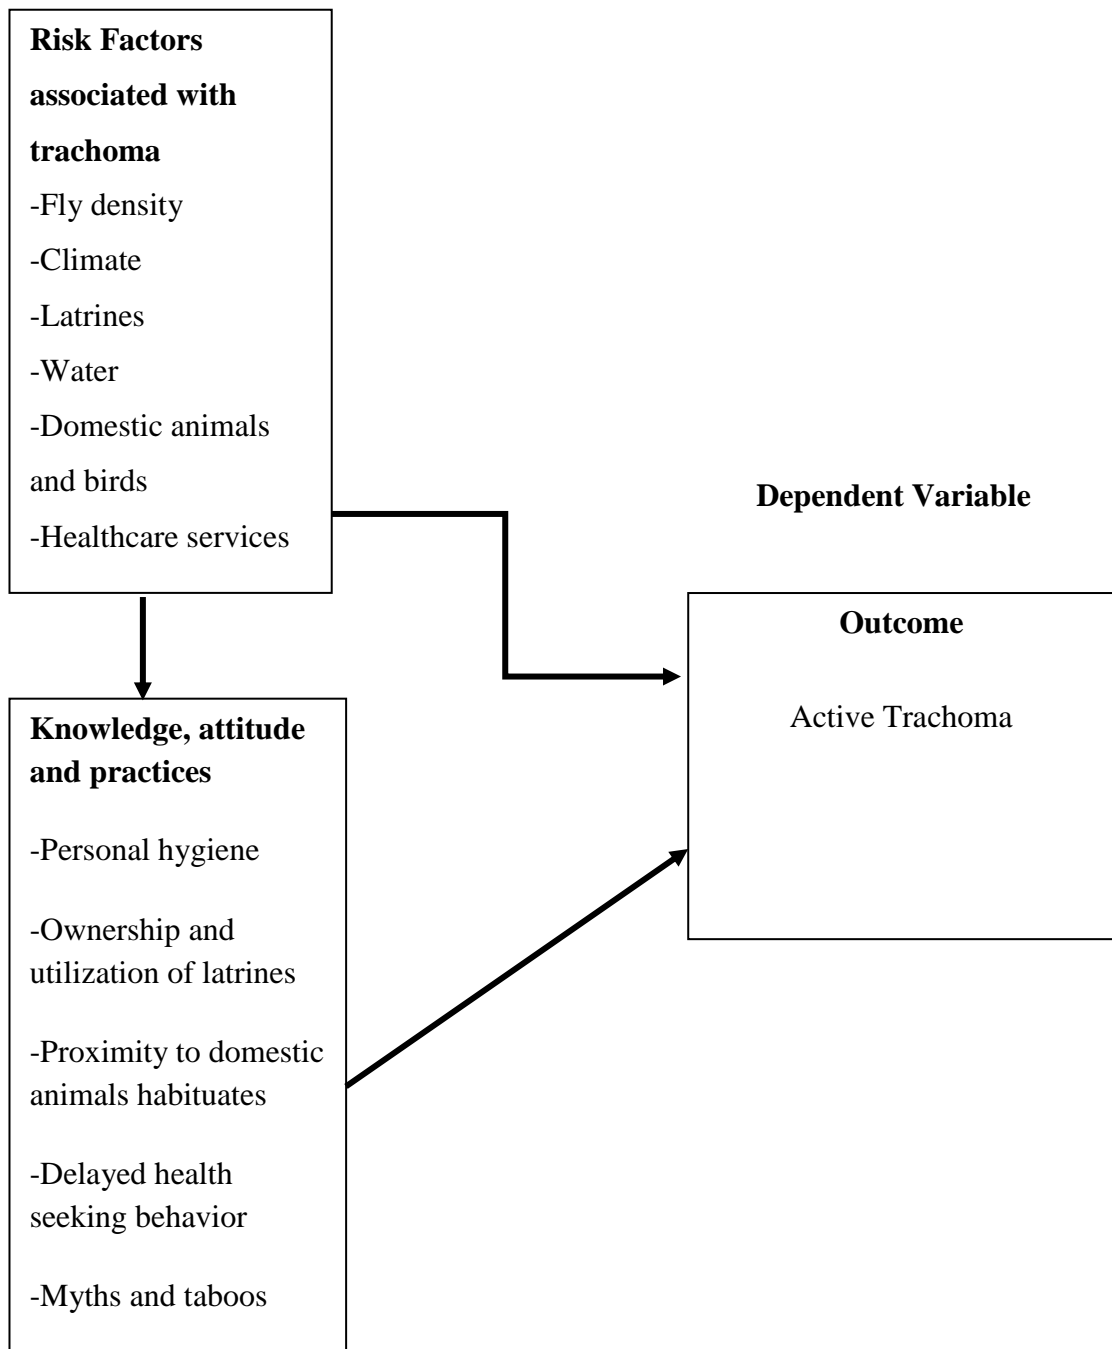 Risk Factors
associated with
trachoma
-Fly density
-Climate
-Latrines
-Water
-Domestic animals
and birds
-Healthcare services
Dependent Variable
Outcome
Active Trachoma
Knowledge, attitude
and practices
-Personal hygiene
-Ownership and
utilization of latrines
-Proximity to domestic
animals habituates
-Delayed health
seeking behavior
-Myths and taboos